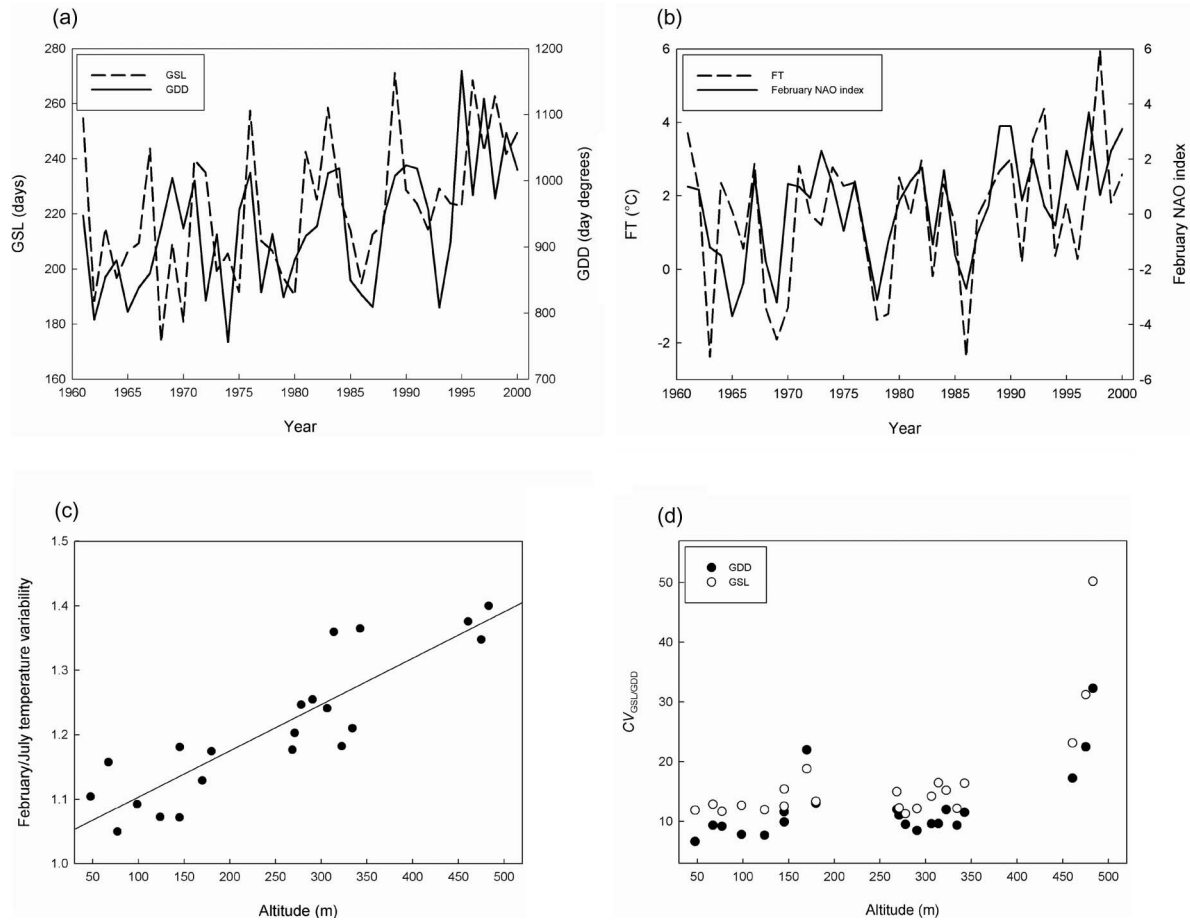 (a)
280
260
240
220
200
180
160
GSL (days)
GSL
GDD
1200
1100
1000
900
800
700
GDD (day degrees)
1960 1965 1970 1975 1980 1985 1990 1995 2000
Year
(b)
6
4
2
0
-2
FT (°C)
FT
February NAO index
6
4
2
0
-2
-4
-6
February NAO index
1960 1965 1970 1975 1980 1985 1990 1995 2000
Year
(c)
1.5
1.4
1.3
1.2
1.1
1.0
February/July temperature variability
50 100 150 200 250 300 350 400 450 500
Altitude (m)
(d)
50
40
30
20
10
CV GSL/GDD
GDD
GSL
50 100 150 200 250 300 350 400 450 500
Altitude (m)